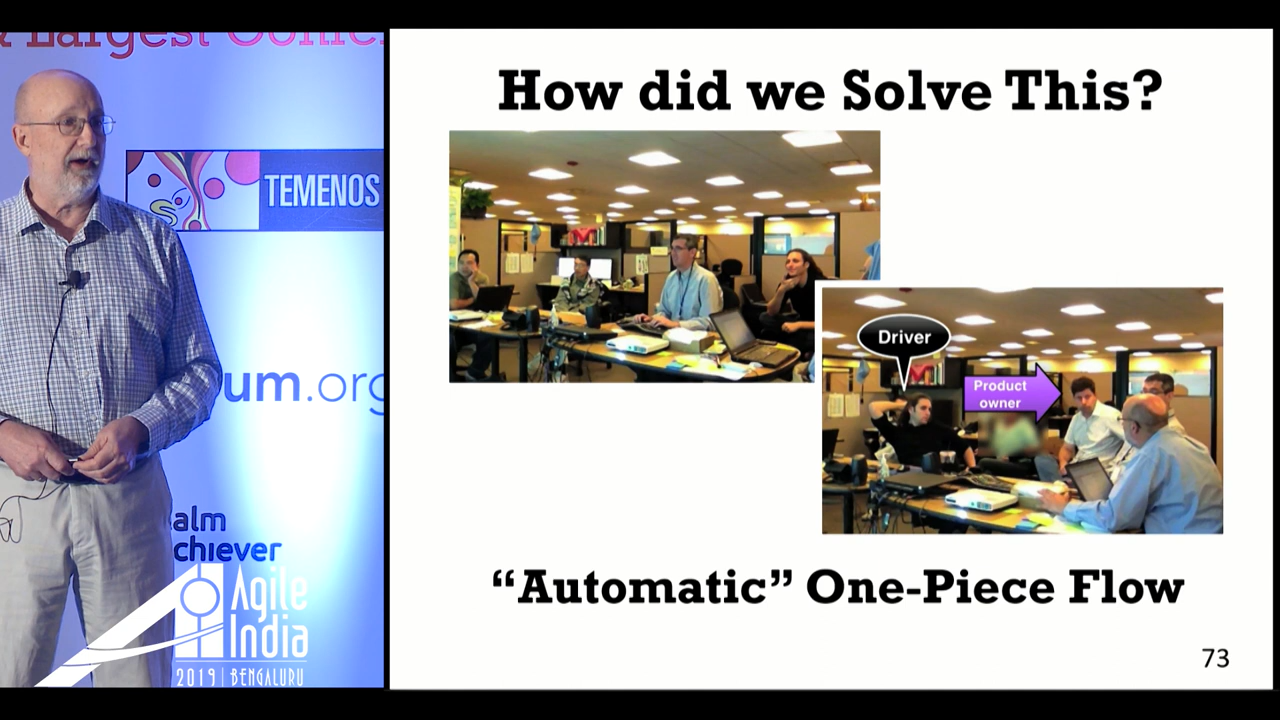 & Largest Confe
TEMENOS
um.org
alm
chiever
Agile
India
2019 | BENGALURU
How did we Solve This?
Driver
Product
owner
“Automatic” One-Piece Flow
73